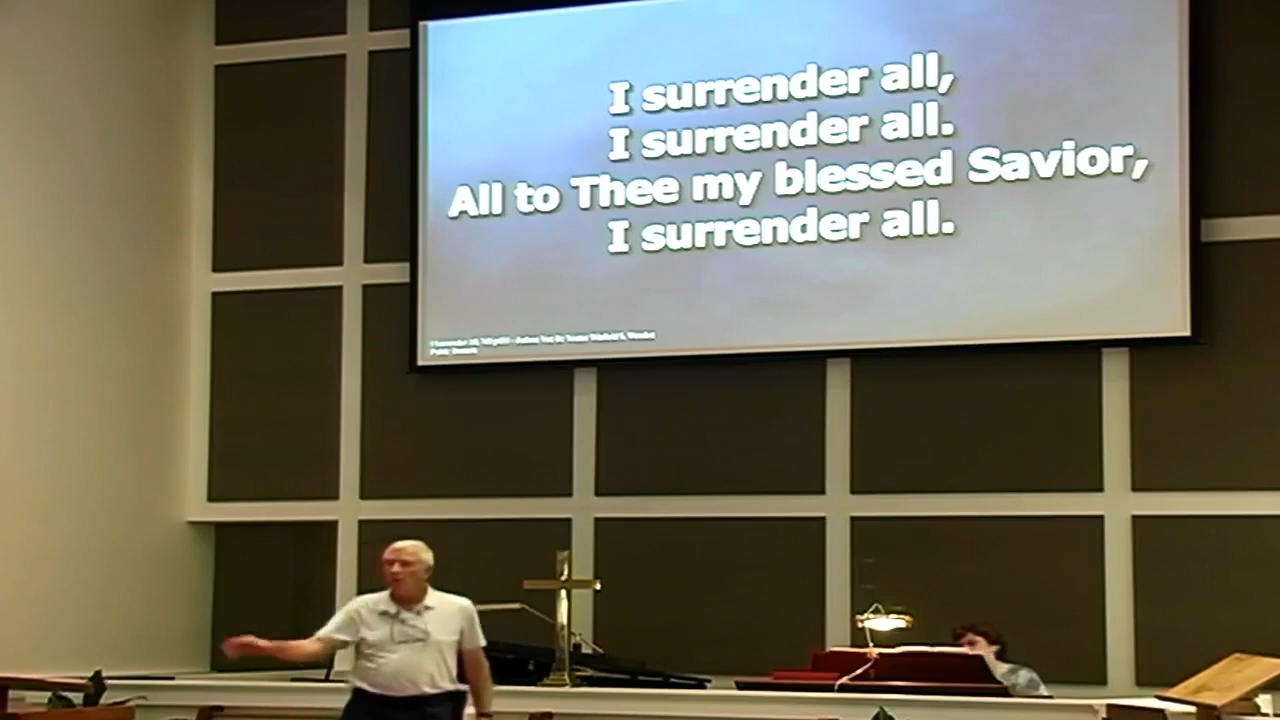 I surrender all,
I surrender all.
All to Thee my blessed Savior,
I surrender all.